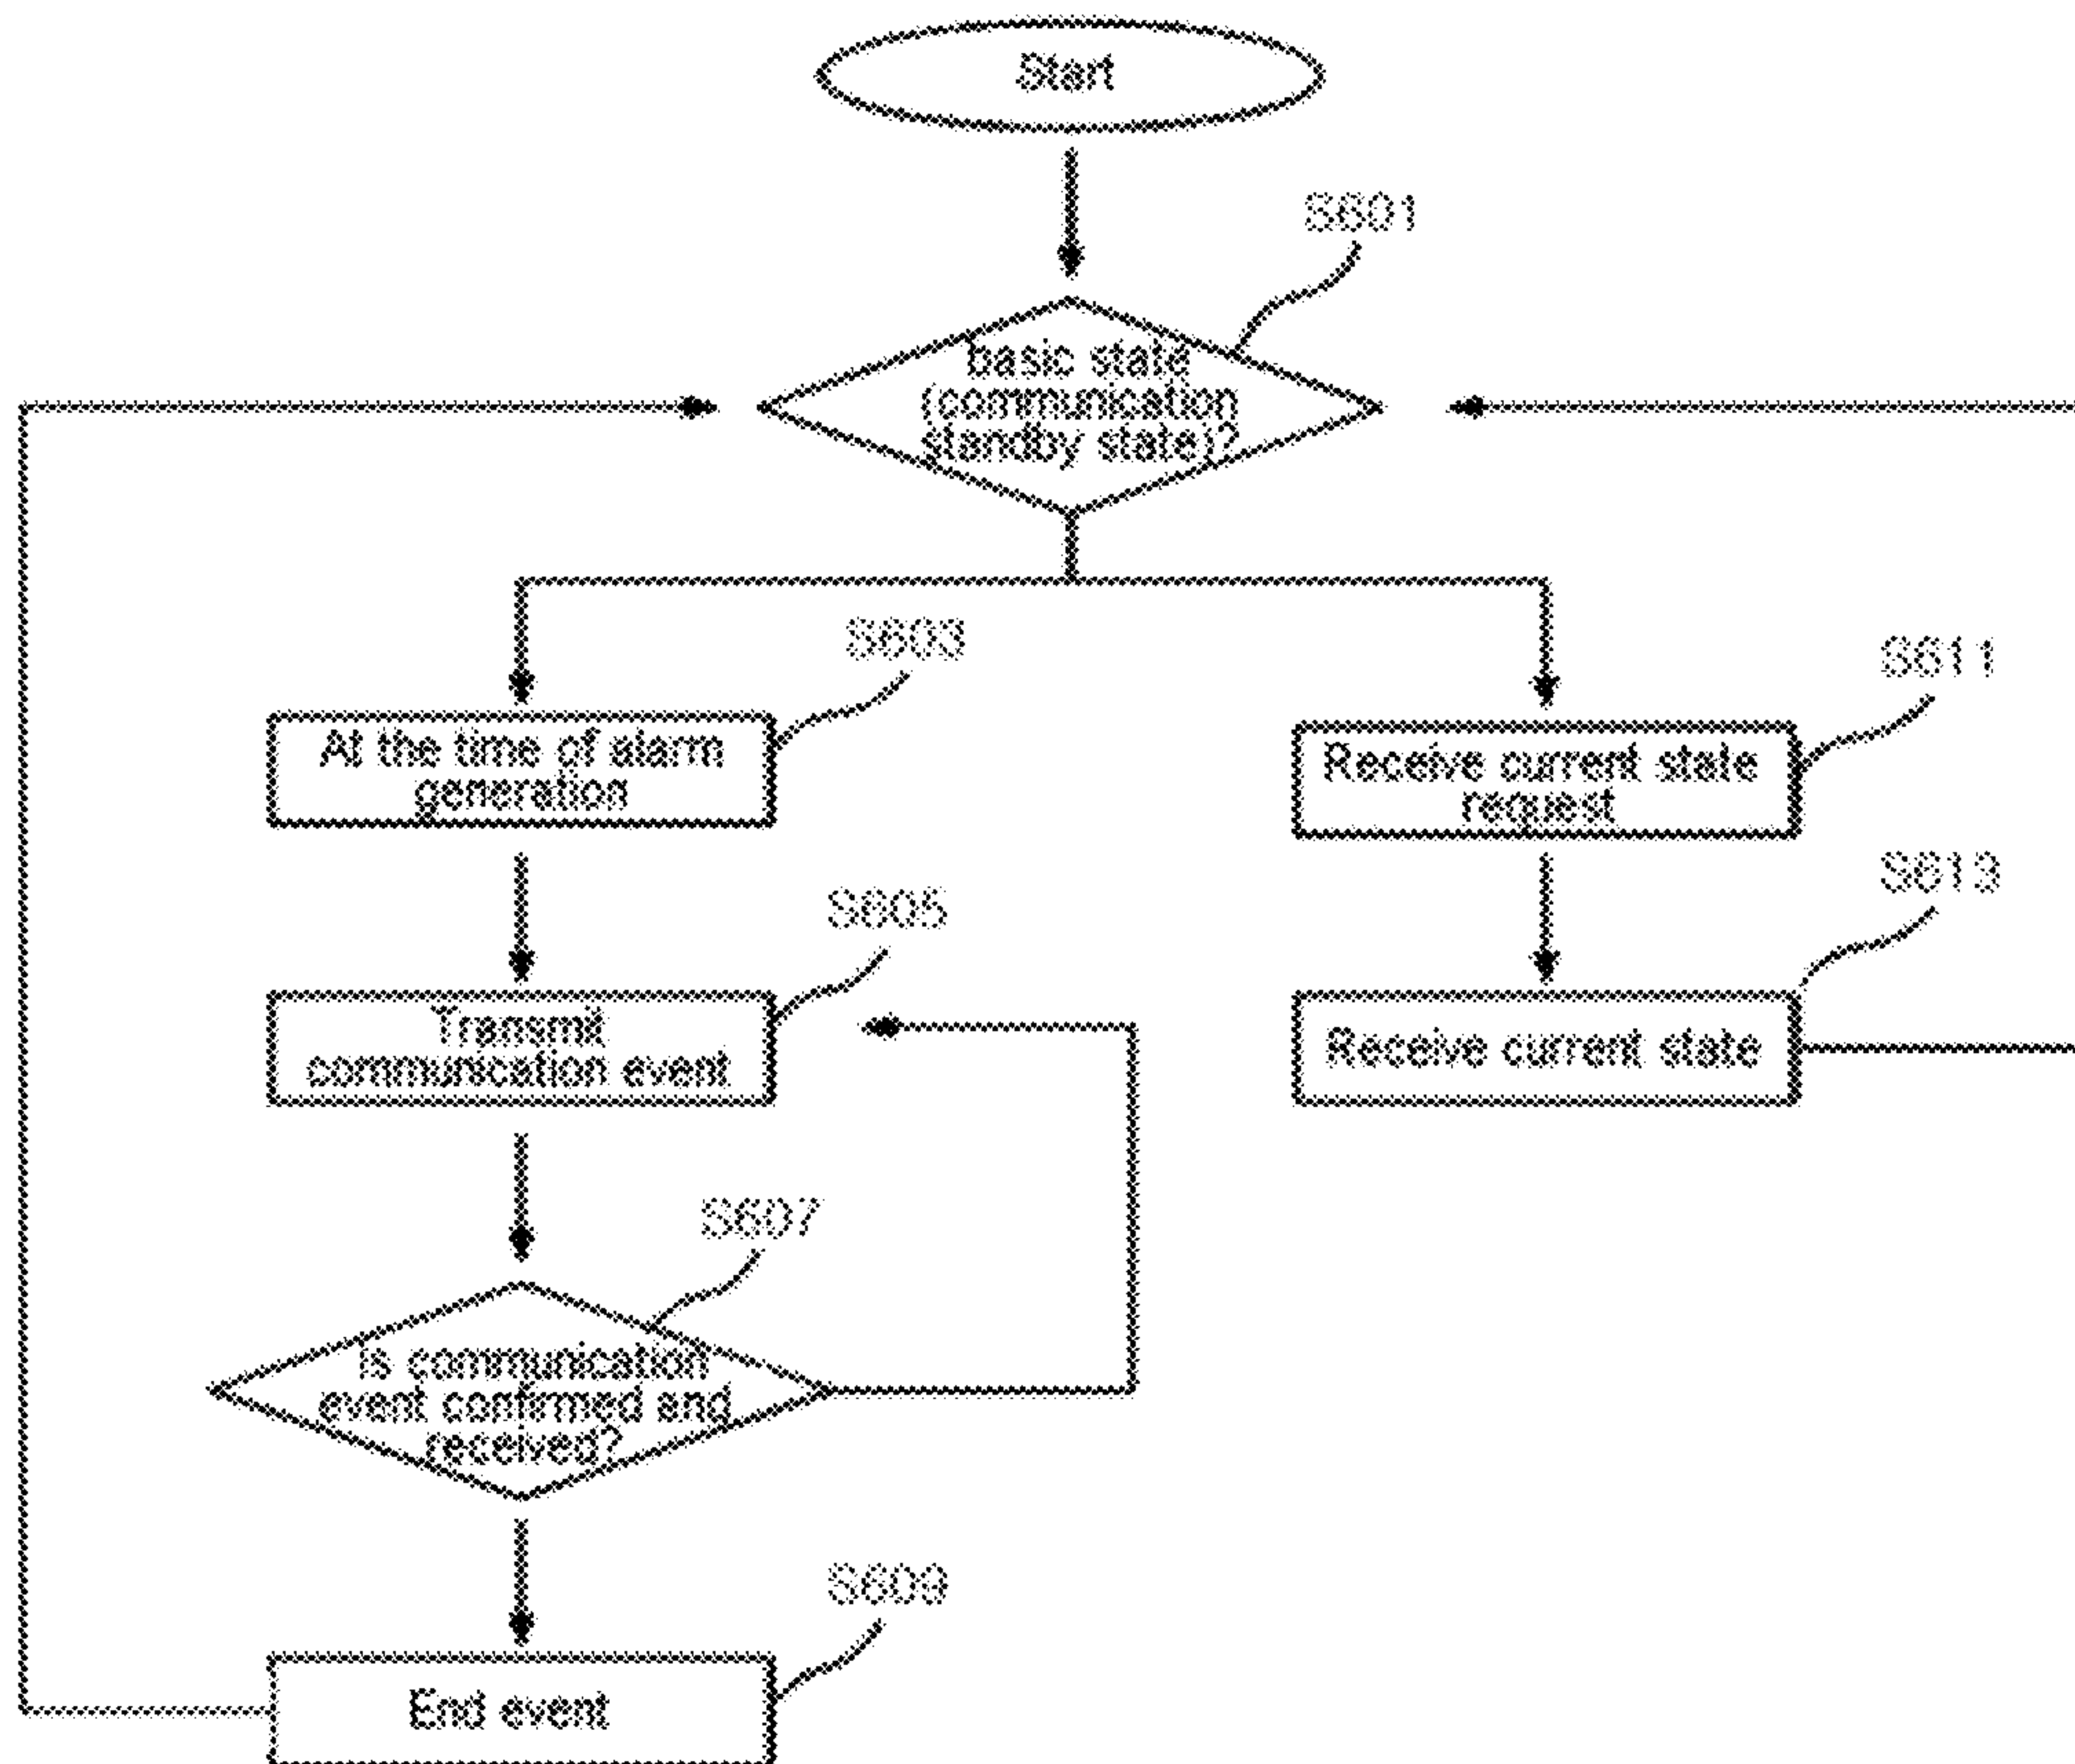 Start
S601
basic state
(communication
standby state)?
S603
At the time of alarm
generation
S611
Receive current state
request
S605
Transmit
communication event
S613
Receive current state
S607
is communication
event confirmed and
received?
S609
End event